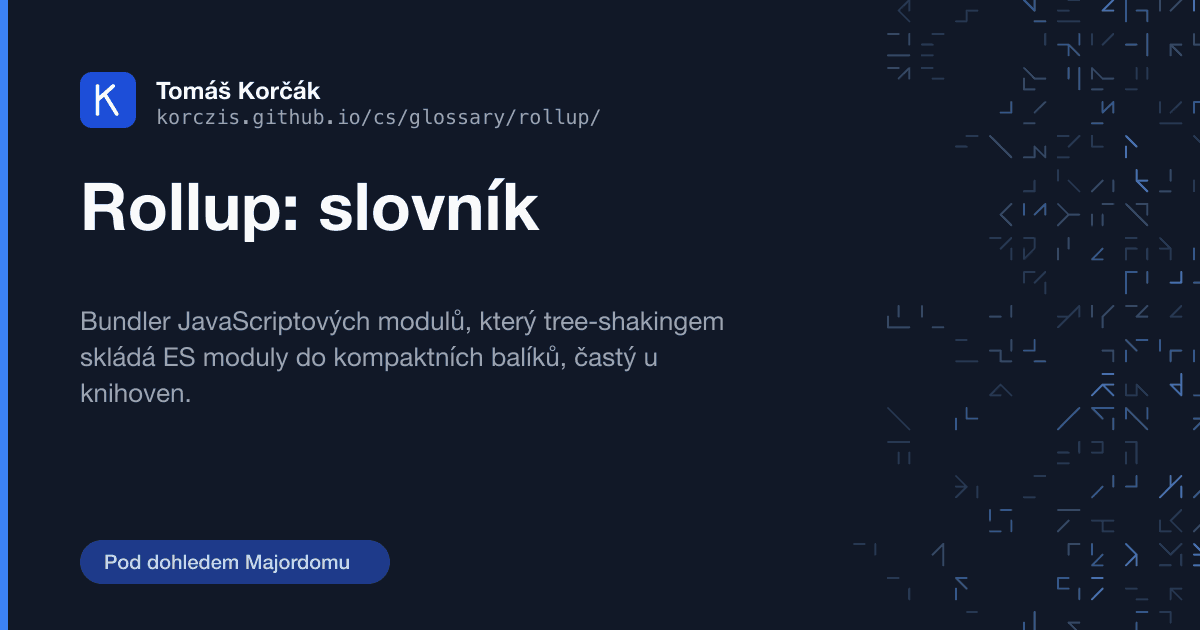 K
Tomáš Korčák
korczis.github.io/cs/glossary/rollup/
Rollup: slovník
Bundler JavaScriptových modulů, který tree-shakingem
skládá ES moduly do kompaktních balíků, častý u
knihoven.
Pod dohledem Majordomu